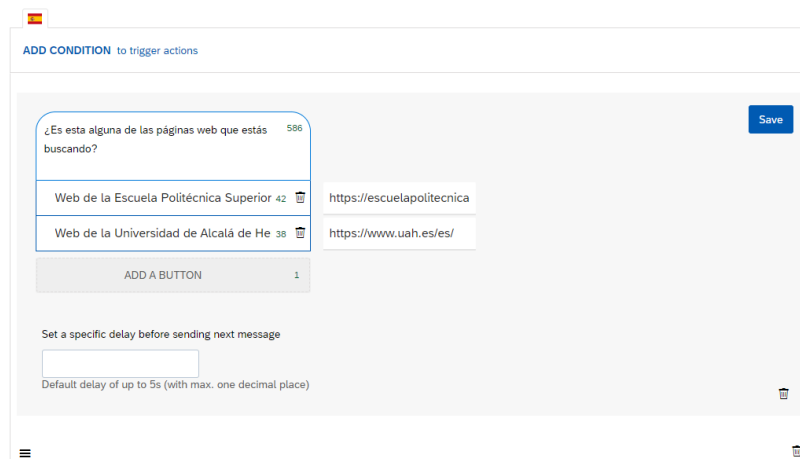 ADD CONDITION to trigger actions
Save
¿Es esta alguna de las páginas web que estás 586
buscando?
Web de la Escuela Politécnica Superior 42 https://escuelapolitecnica
Web de la Universidad de Alcalá de He 38 https://www.uah.es/es/
ADD A BUTTON 1
Set a specific delay before sending next message
Default delay of up to 5s (with max. one decimal place)